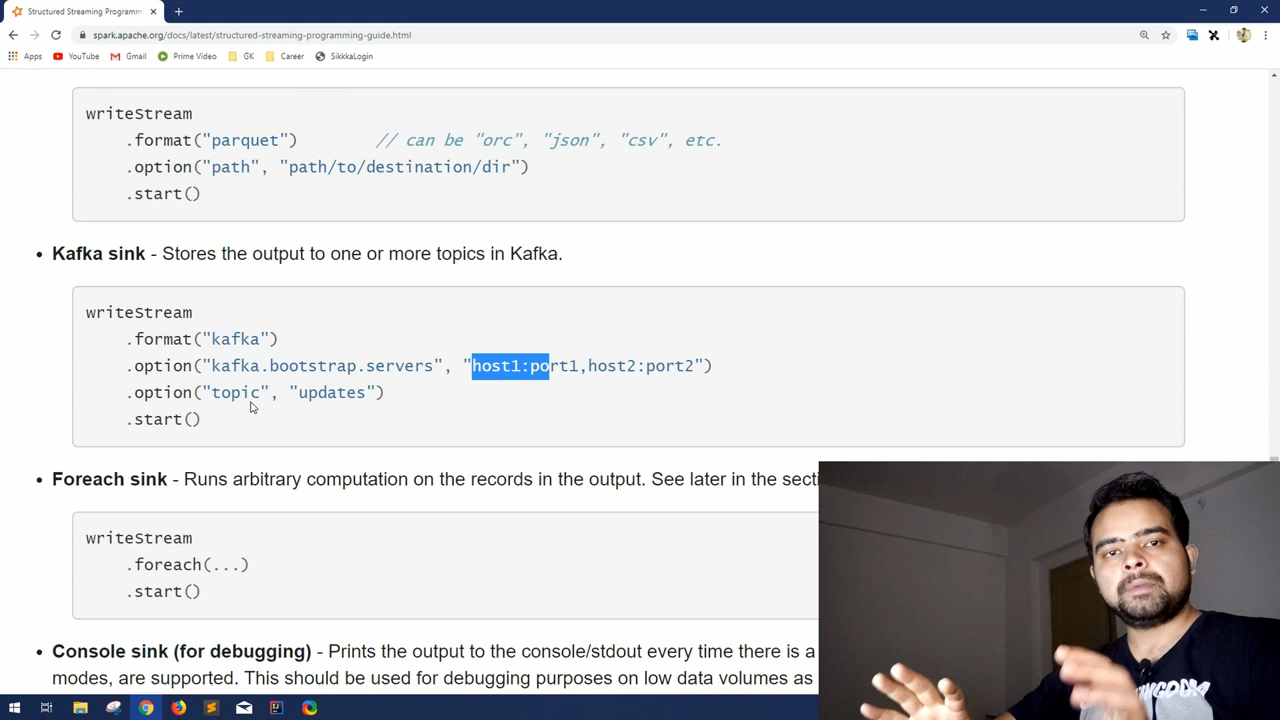 Structured Streaming Programm
spark.apache.org/docs/latest/structured-streaming-programming-guide.html
Apps YouTube Gmail Prime Video GK Career SikkkaLogin
writeStream
.format("parquet") // can be "orc", "json", "csv", etc.
.option("path", "path/to/destination/dir")
.start()
Kafka sink - Stores the output to one or more topics in Kafka.
writeStream
.format("kafka")
.option("kafka.bootstrap.servers", "host1:port1,host2:port2")
.option("topic", "updates")
.start()
Foreach sink - Runs arbitrary computation on the records in the output. See later in the secti
writeStream
.foreach(...)
.start()
Console sink (for debugging) - Prints the output to the console/stdout every time there is a
modes, are supported. This should be used for debugging purposes on low data volumes as